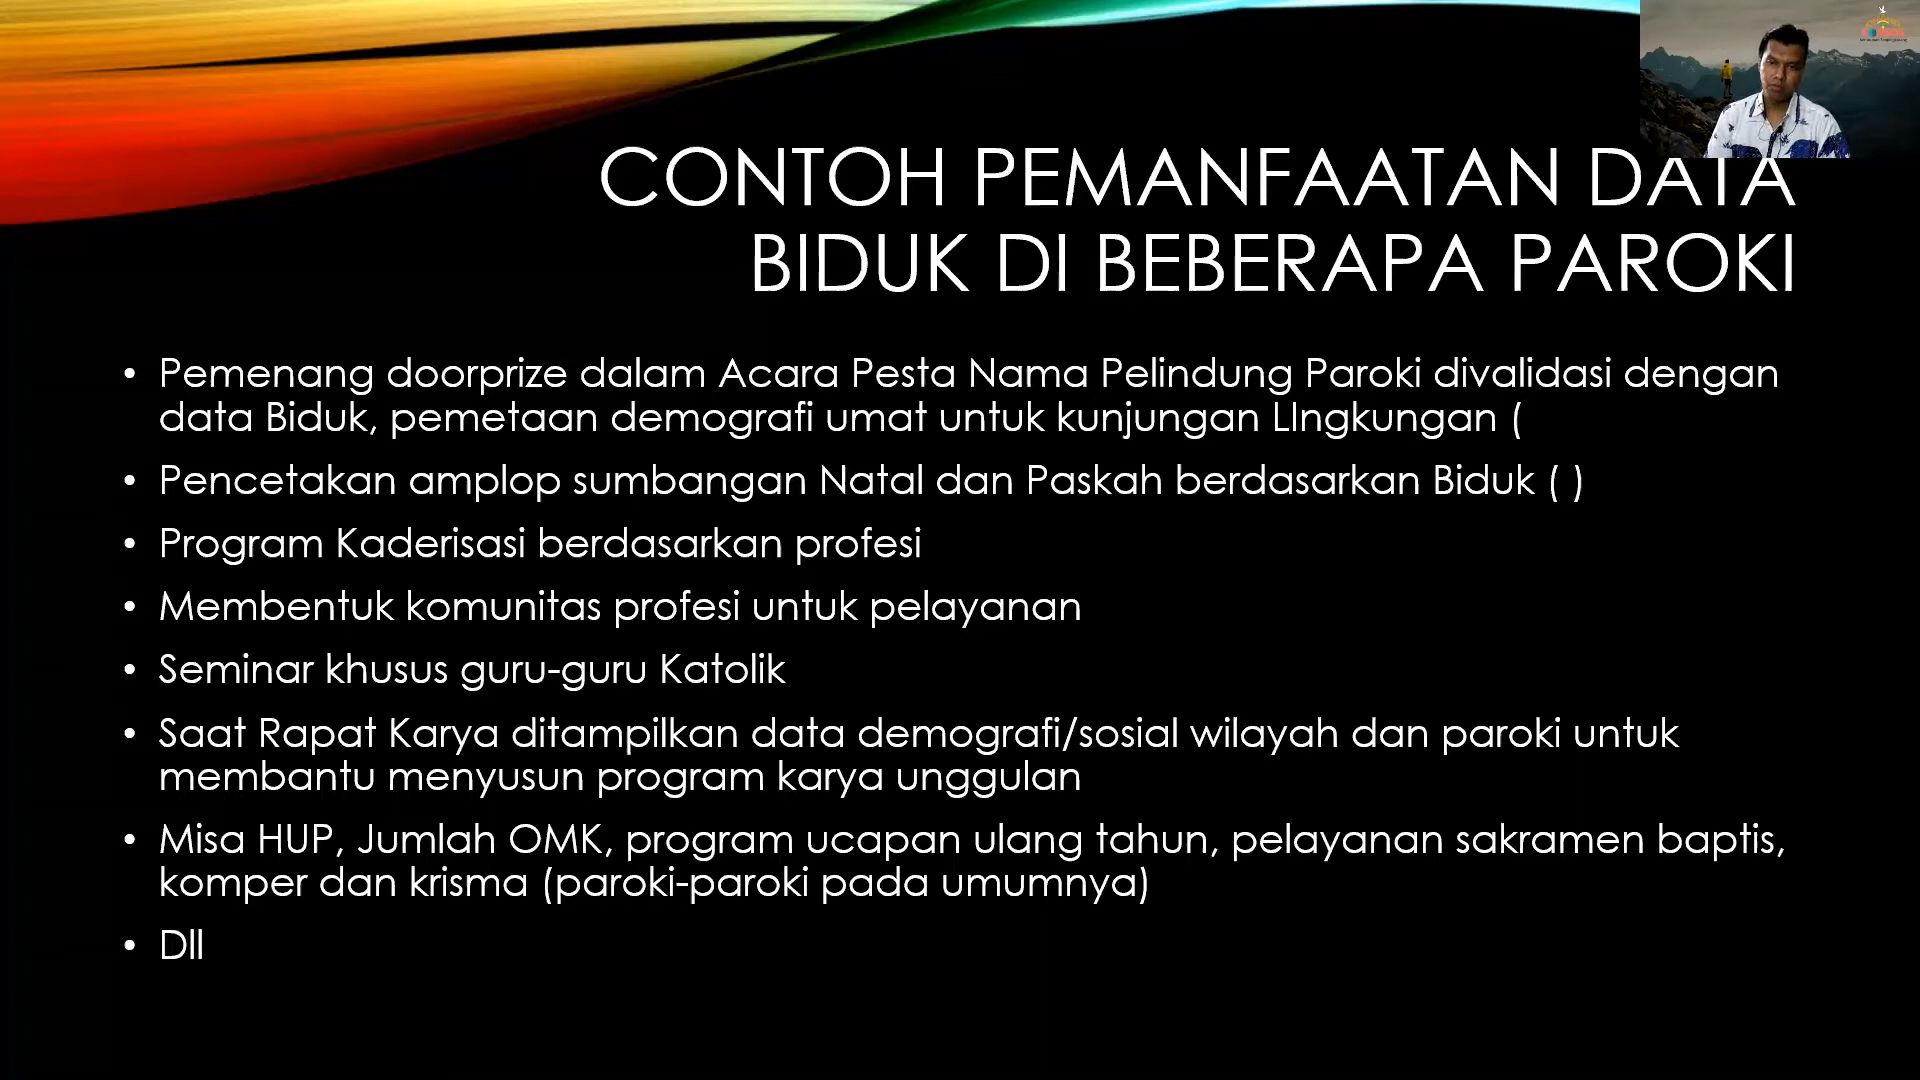 CONTOH PEMANFAATAN DATA
BIDUK DI BEBERAPA PAROKI
• Pemenang doorprize dalam Acara Pesta Nama Pelindung Paroki divalidasi dengan
data Biduk, pemetaan demografi umat untuk kunjungan LIngkungan (
• Pencetakan amplop sumbangan Natal dan Paskah berdasarkan Biduk ( )
• Program Kaderisasi berdasarkan profesi
• Membentuk komunitas profesi untuk pelayanan
• Seminar khusus guru-guru Katolik
• Saat Rapat Karya ditampilkan data demografi/sosial wilayah dan paroki untuk
membantu menyusun program karya unggulan
• Misa HUP, Jumlah OMK, program ucapan ulang tahun, pelayanan sakramen baptis,
komper dan krisma (paroki-paroki pada umumnya)
• Dll